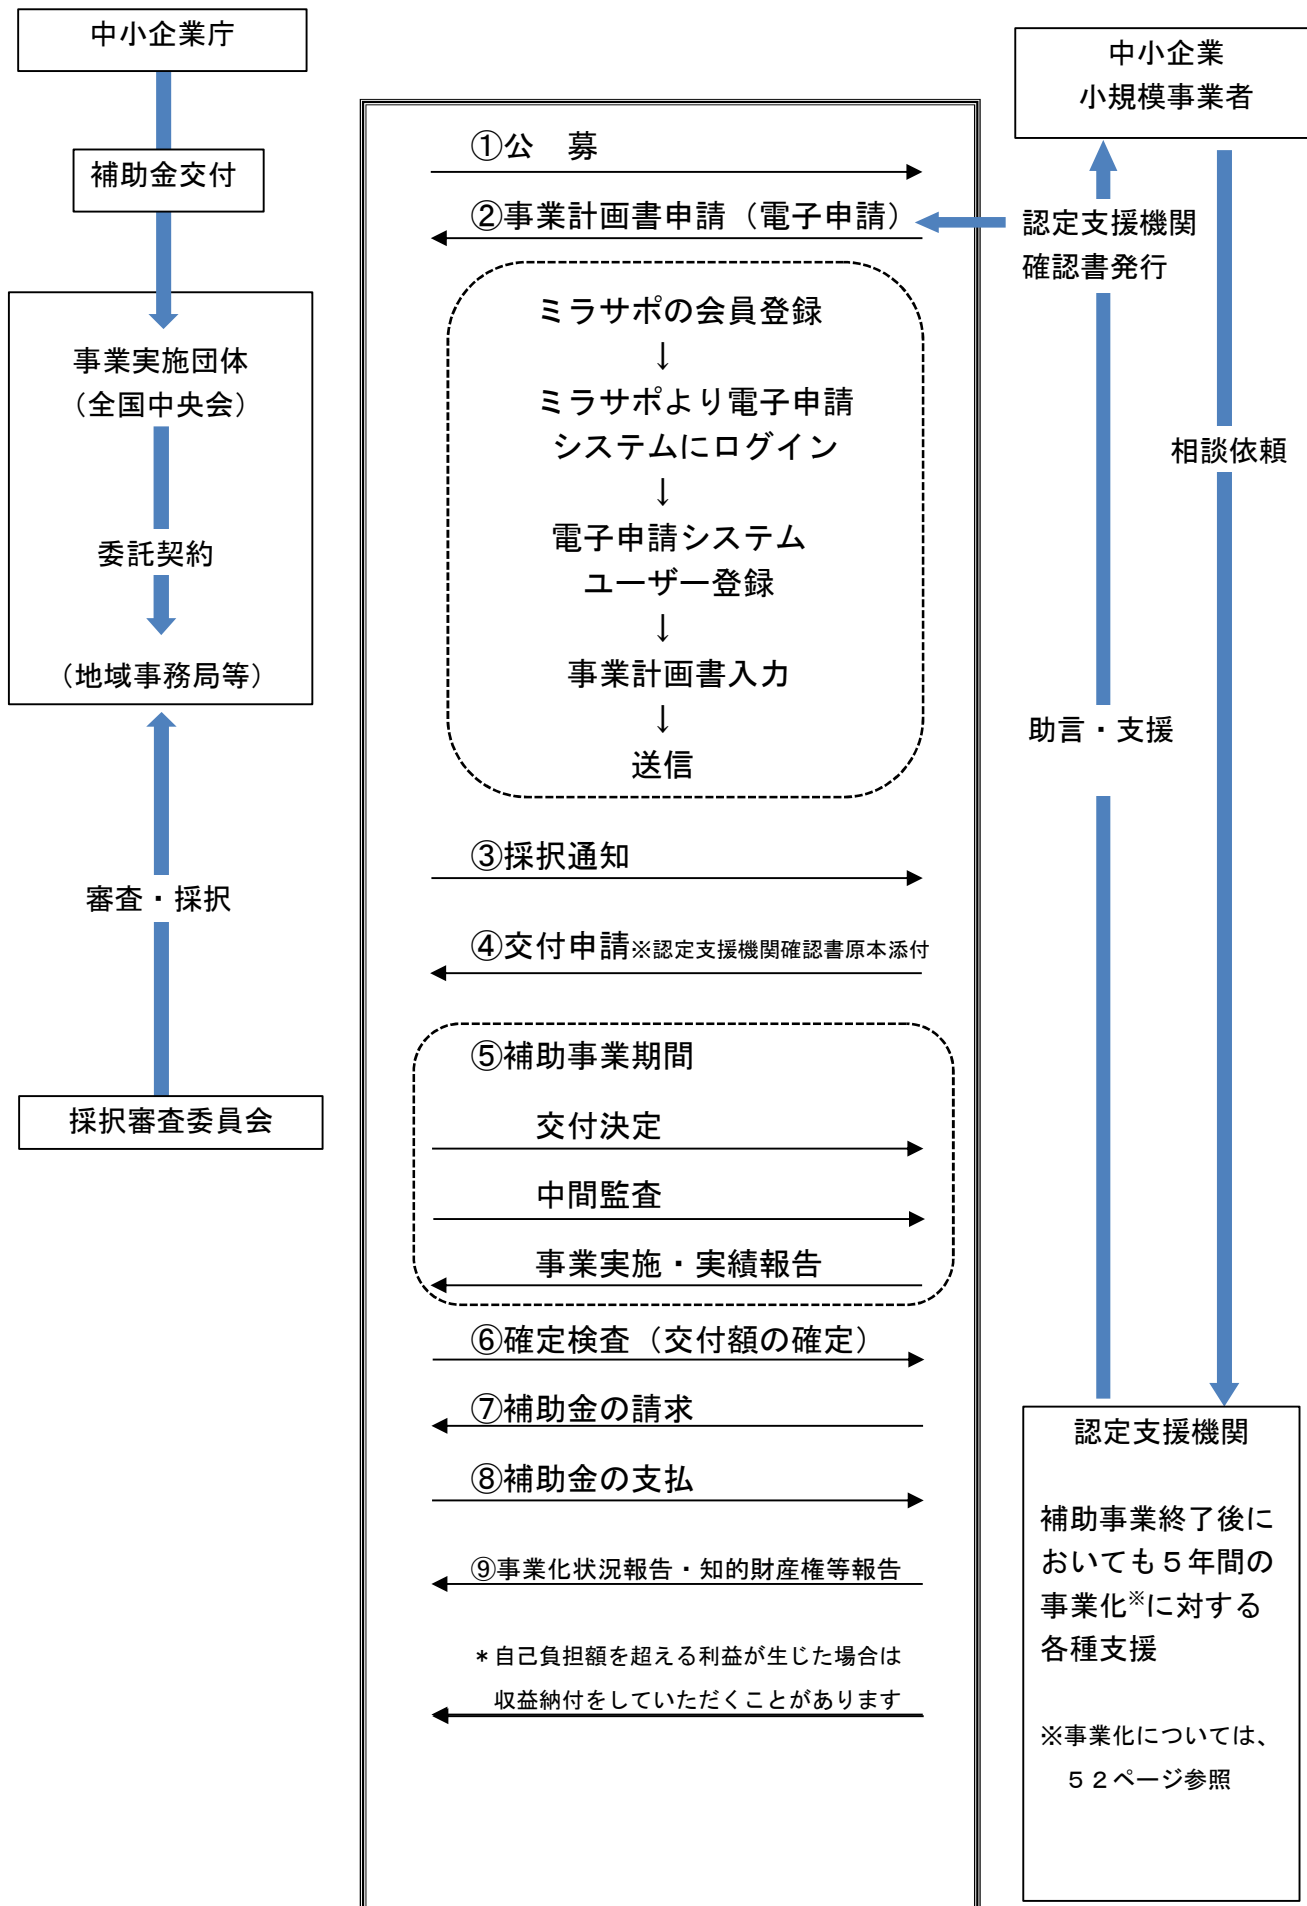 中小企業庁
補助金交付
事業実施団体
（全国中央会）
委託契約
（地域事務局等）
審査・採択
採択審査委員会
①公　募
②事業計画書申請（電子申請）
ミラサポの会員登録
↓
ミラサポより電子申請
システムにログイン
↓
電子申請システム
ユーザー登録
↓
事業計画書入力
↓
送信
③採択通知
④交付申請※認定支援機関確認書原本添付
⑤補助事業期間
交付決定
中間監査
事業実施・実績報告
⑥確定検査（交付額の確定）
⑦補助金の請求
⑧補助金の支払
⑨事業化状況報告・知的財産権等報告
＊自己負担額を超える利益が生じた場合は
収益納付をしていただくことがあります
中小企業
小規模事業者
認定支援機関
確認書発行
相談依頼
助言・支援
認定支援機関
補助事業終了後に
おいても５年間の
事業化※に対する
各種支援
※事業化については、
５２ページ参照